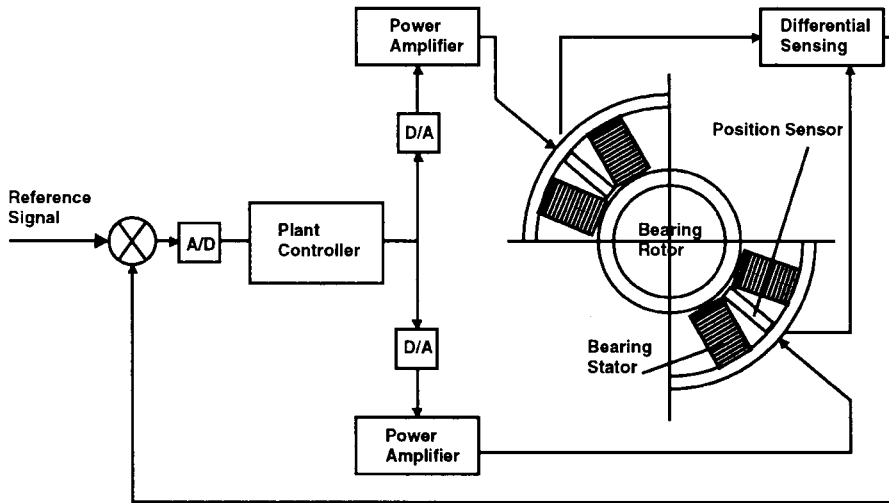 Power
Amplifier
Differential
Sensing
D/A
Position Sensor
Reference
Signal
A/D
Plant
Controller
Bearing
Rotor
D/A
Bearing
Stator
Power
Amplifier